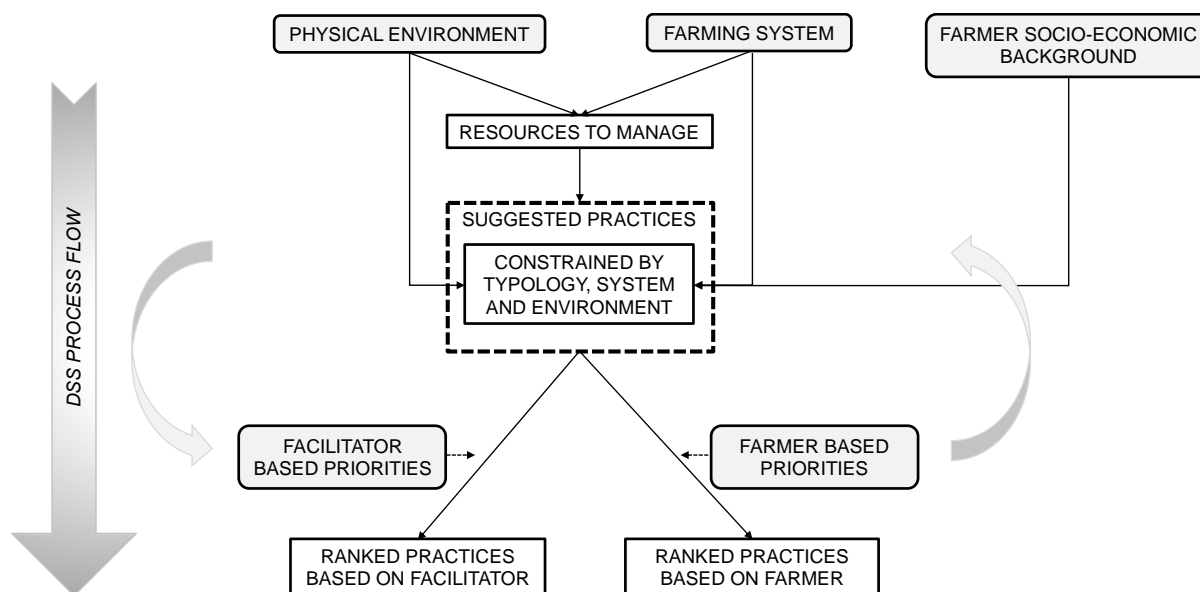 PHYSICAL ENVIRONMENT
FARMING SYSTEM
FARMER SOCIO-ECONOMIC
BACKGROUND
RESOURCES TO MANAGE
SUGGESTED PRACTICES
CONSTRAINED BY
TYPOLOGY, SYSTEM
AND ENVIRONMENT
DSS PROCESS FLOW
FACILITATOR
BASED PRIORITIES
FARMER BASED
PRIORITIES
RANKED PRACTICES
BASED ON FACILITATOR
RANKED PRACTICES
BASED ON FARMER